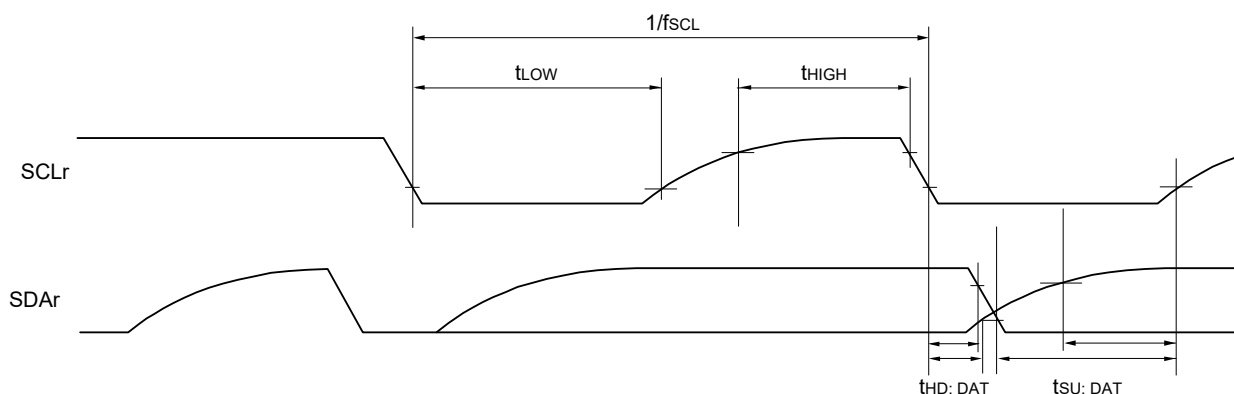 1/fSCL
tLOW
tHIGH
SCLr
SDAr
tHD: DAT
tSU: DAT